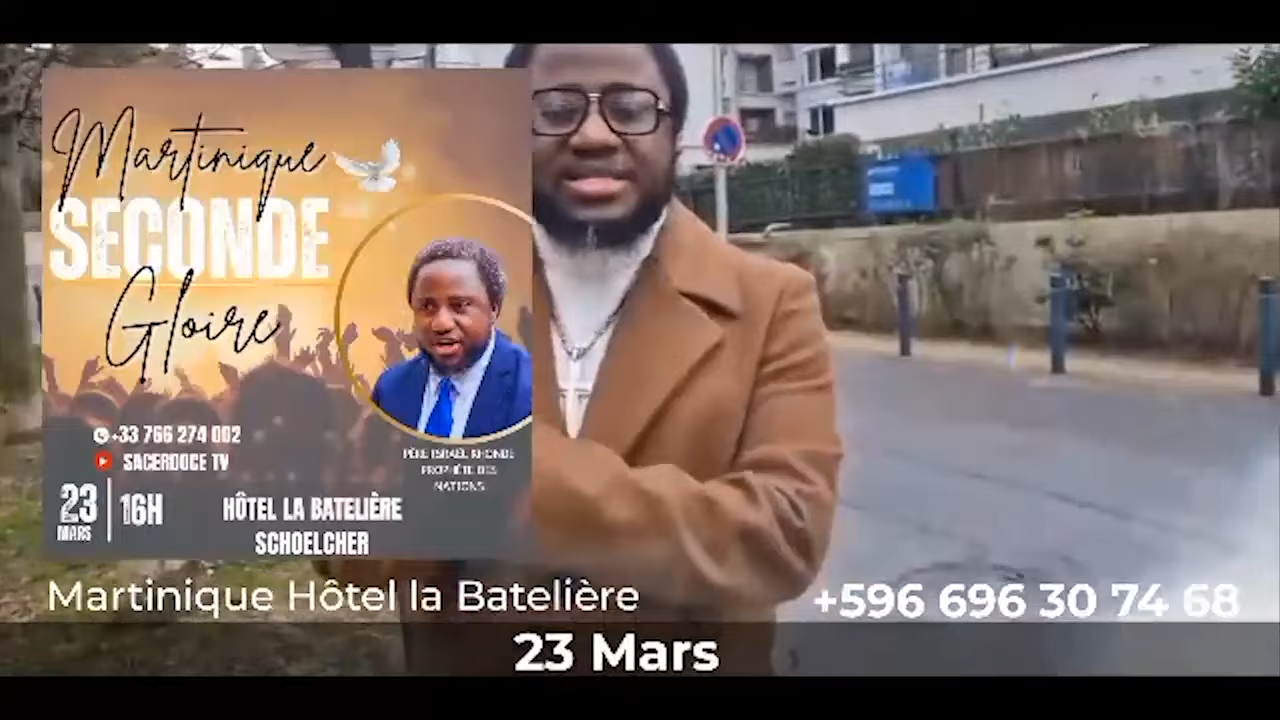 Martinique
SECONDE
Gloire
+33 766 274 002
SACERDOCE TV
PÈRE ISRAËL KHONDE
PROPHÈTE DES
NATIONS
23
MARS
16H
HÔTEL LA BATELIÈRE
SCHOELCHER
Martinique Hôtel la Batelière
+596 696 30 74 68
23 Mars